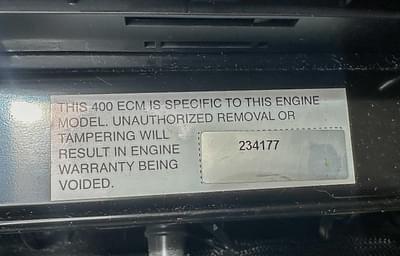 THIS 400 ECM IS SPECIFIC TO THIS ENGINE
MODEL. UNAUTHORIZED REMOVAL OR
TAMPERING WILL
RESULT IN ENGINE
WARRANTY BEING
VOIDED.
234177